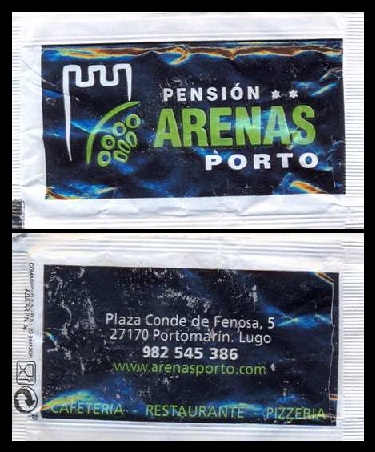 PENSIÓN **
ARENAS
PORTO
Plaza Conde de Fenosa, 5
27170 Portomarín. Lugo
982 545 386
www.arenasporto.com
CAFETERIA - RESTAURANTE - PIZZERIA